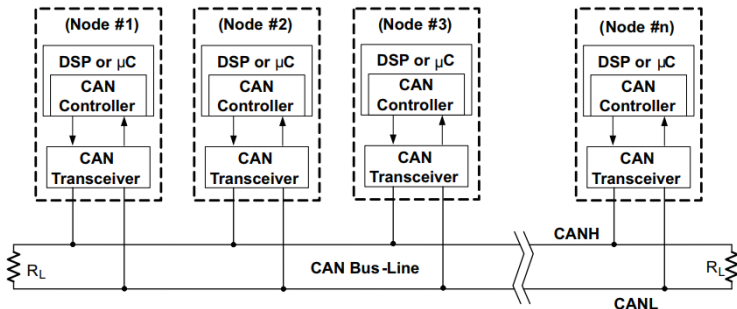 (Node #1)
DSP or µC
CAN
Controller
CAN
Transceiver
(Node #2)
DSP or µC
CAN
Controller
CAN
Transceiver
(Node #3)
DSP or µC
CAN
Controller
CAN
Transceiver
(Node #n)
DSP or µC
CAN
Controller
CAN
Transceiver
CANH
RL
CAN Bus-Line
RL
CANL